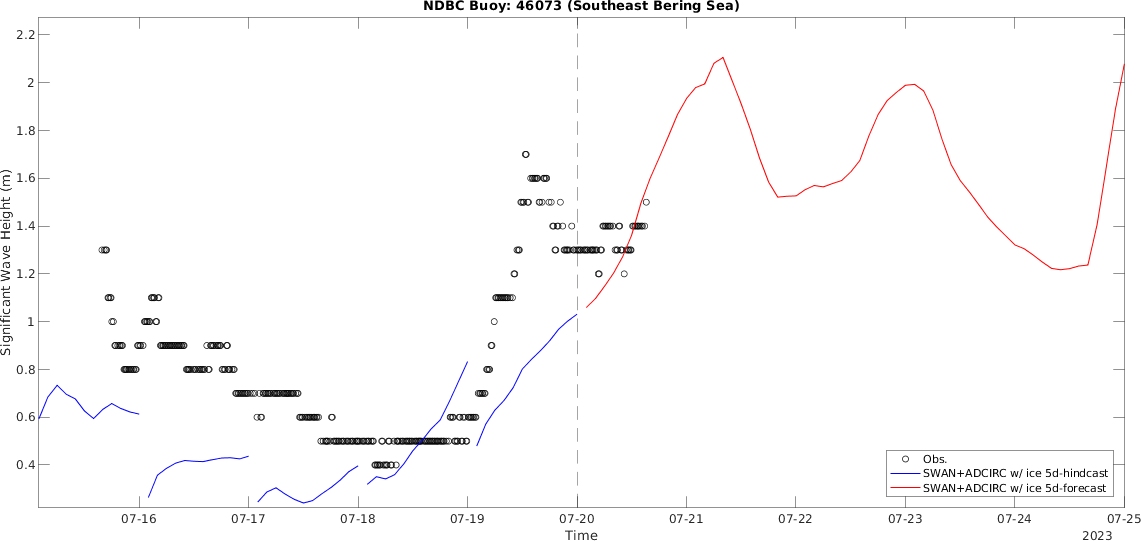 NDBC Buoy: 46073 (Southeast Bering Sea)
Significant Wave Height (m)
2.2
2
1.8
1.6
1.4
1.2
1
0.8
0.6
0.4
Obs.
SWAN+ADCIRC w/ ice 5d-hindcast
SWAN+ADCIRC w/ ice 5d-forecast
07-16 07-17 07-18 07-19 07-20 07-21 07-22 07-23 07-24 07-25
Time
2023